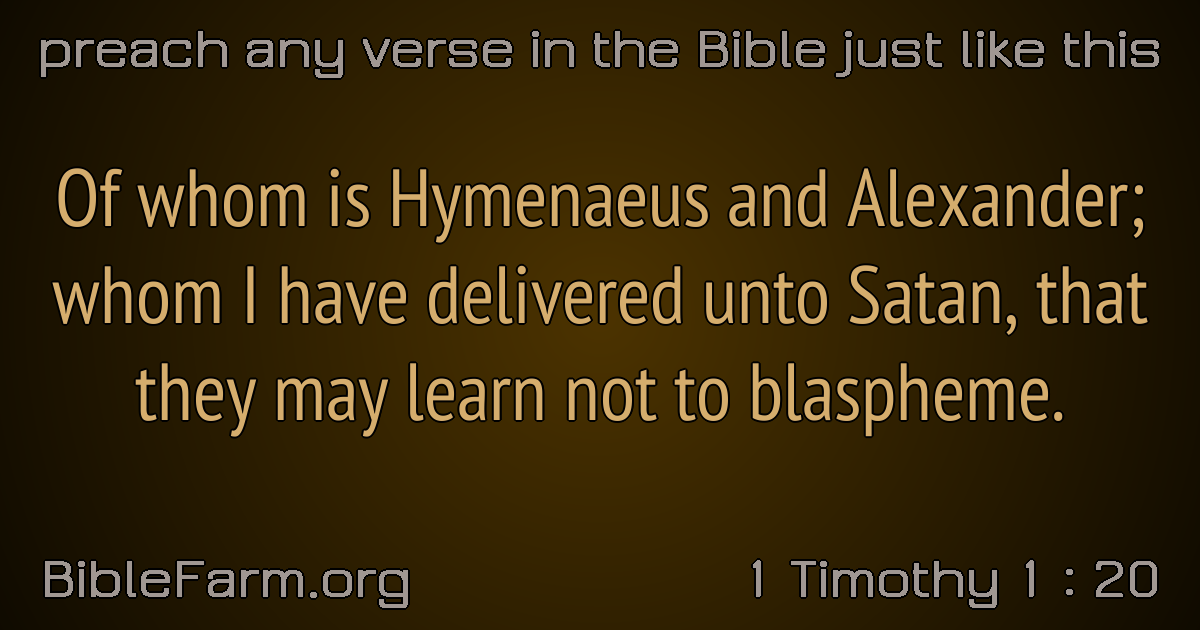 preach any verse in the Bible just like this
Of whom is Hymenaeus and Alexander;
whom I have delivered unto Satan, that
they may learn not to blaspheme.
BibleFarm.org
1 Timothy 1 : 20